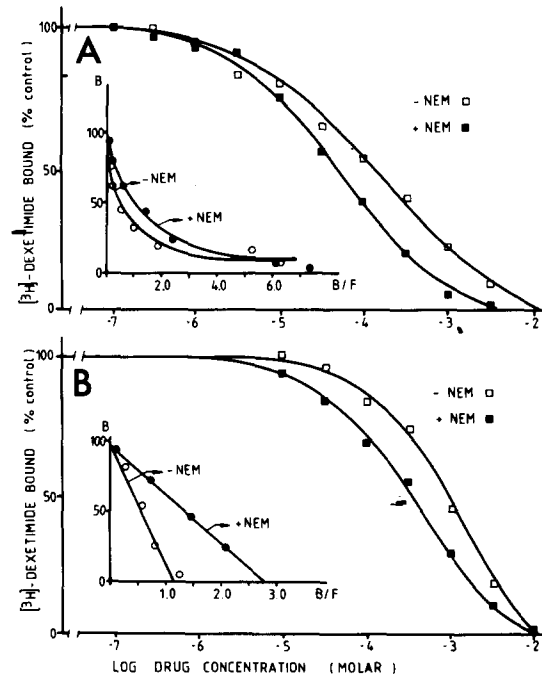 A
[3H]-DEXETIMIDE BOUND (% control)
100
50
0
-7
-6
-5
-4
-3
-2
- NEM □
+ NEM ■
B
100
50
0
- NEM
+ NEM
0
2.0
4.0
6.0
B/F
B
[3H]-DEXETIMIDE BOUND (% control)
100
50
0
-7
-6
-5
-4
-3
-2
- NEM □
+ NEM ■
B
100
50
0
- NEM
+ NEM
1.0
2.0
3.0
B/F
LOG DRUG CONCENTRATION (MOLAR)